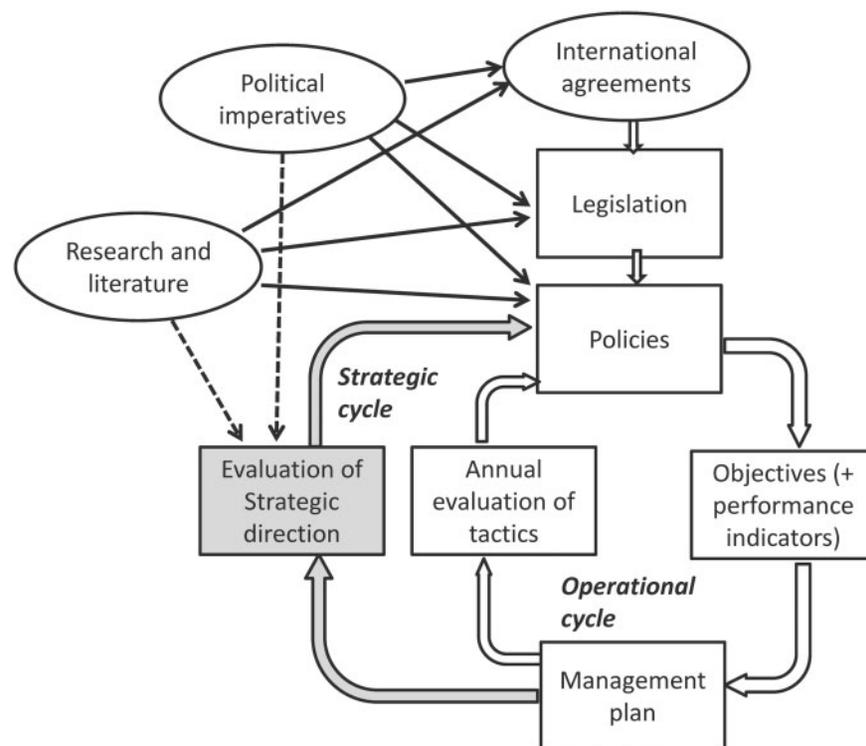 International
agreements
Political
imperatives
Legislation
Research and
literature
Policies
Strategic
cycle
Evaluation of
Strategic
direction
Annual
evaluation of
tactics
Objectives (+
performance
indicators)
Operational
cycle
Management
plan